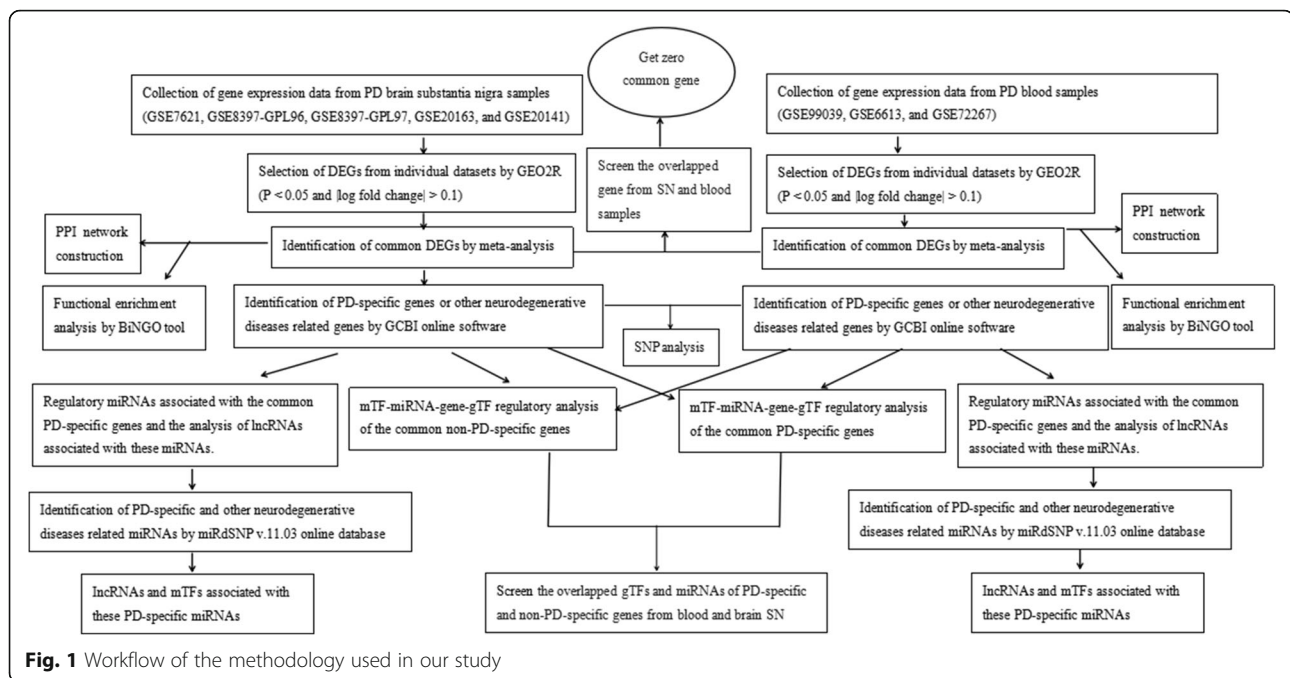 Get zero
common gene
Collection of gene expression data from PD brain substantia nigra samples
(GSE7621, GSE8397-GPL96, GSE8397-GPL97, GSE20163, and GSE20141)
Collection of gene expression data from PD blood samples
(GSE99039, GSE6613, and GSE72267)
Selection of DEGs from individual datasets by GEO2R
(P < 0.05 and |log fold change| > 0.1)
Screen the overlapped
gene from SN and blood
samples
Selection of DEGs from individual datasets by GEO2R
(P < 0.05 and |log fold change| > 0.1)
PPI network
construction
Identification of common DEGs by meta-analysis
Identification of common DEGs by meta-analysis
PPI network
construction
Functional enrichment
analysis by BiNGO tool
Identification of PD-specific genes or other neurodegenerative
diseases related genes by GCBI online software
SNP analysis
Identification of PD-specific genes or other neurodegenerative
diseases related genes by GCBI online software
Functional enrichment
analysis by BiNGO tool
Regulatory miRNAs associated with the common
PD-specific genes and the analysis of lncRNAs
associated with these miRNAs.
mTF-miRNA-gene-gTF regulatory analysis
of the common non-PD-specific genes
mTF-miRNA-gene-gTF regulatory analysis
of the common PD-specific genes
Regulatory miRNAs associated with the common
PD-specific genes and the analysis of lncRNAs
associated with these miRNAs.
Identification of PD-specific and other neurodegenerative
diseases related miRNAs by miRdSNP v.11.03 online database
Identification of PD-specific and other neurodegenerative
diseases related miRNAs by miRdSNP v.11.03 online database
lncRNAs and mTFs associated with
these PD-specific miRNAs
Screen the overlapped gTFs and miRNAs of PD-specific
and non-PD-specific genes from blood and brain SN
lncRNAs and mTFs associated with
these PD-specific miRNAs
Fig. 1 Workflow of the methodology used in our study